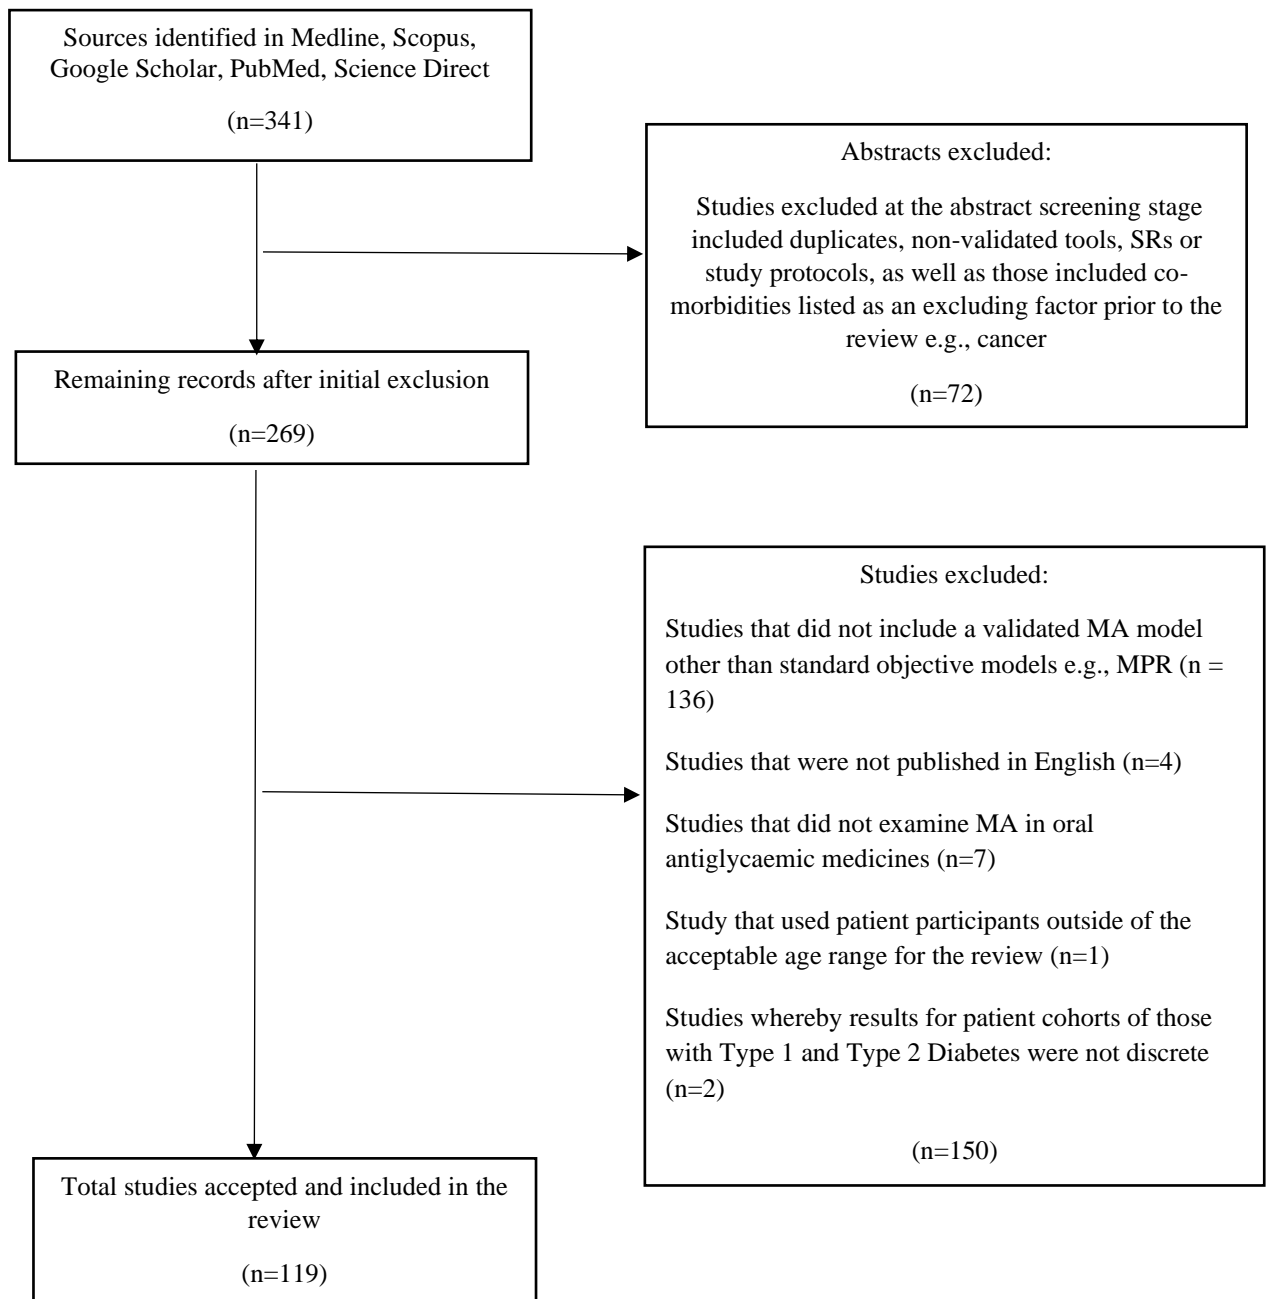 Sources identified in Medline, Scopus,
Google Scholar, PubMed, Science Direct
(n=341)
Abstracts excluded:
Studies excluded at the abstract screening stage
included duplicates, non-validated tools, SRs or
study protocols, as well as those included co-
morbidities listed as an excluding factor prior to the
review e.g., cancer
(n=72)
Remaining records after initial exclusion
(n=269)
Studies excluded:
Studies that did not include a validated MA model
other than standard objective models e.g., MPR (n =
136)
Studies that were not published in English (n=4)
Studies that did not examine MA in oral
antiglycaemic medicines (n=7)
Study that used patient participants outside of the
acceptable age range for the review (n=1)
Studies whereby results for patient cohorts of those
with Type 1 and Type 2 Diabetes were not discrete
(n=2)
(n=150)
Total studies accepted and included in the
review
(n=119)